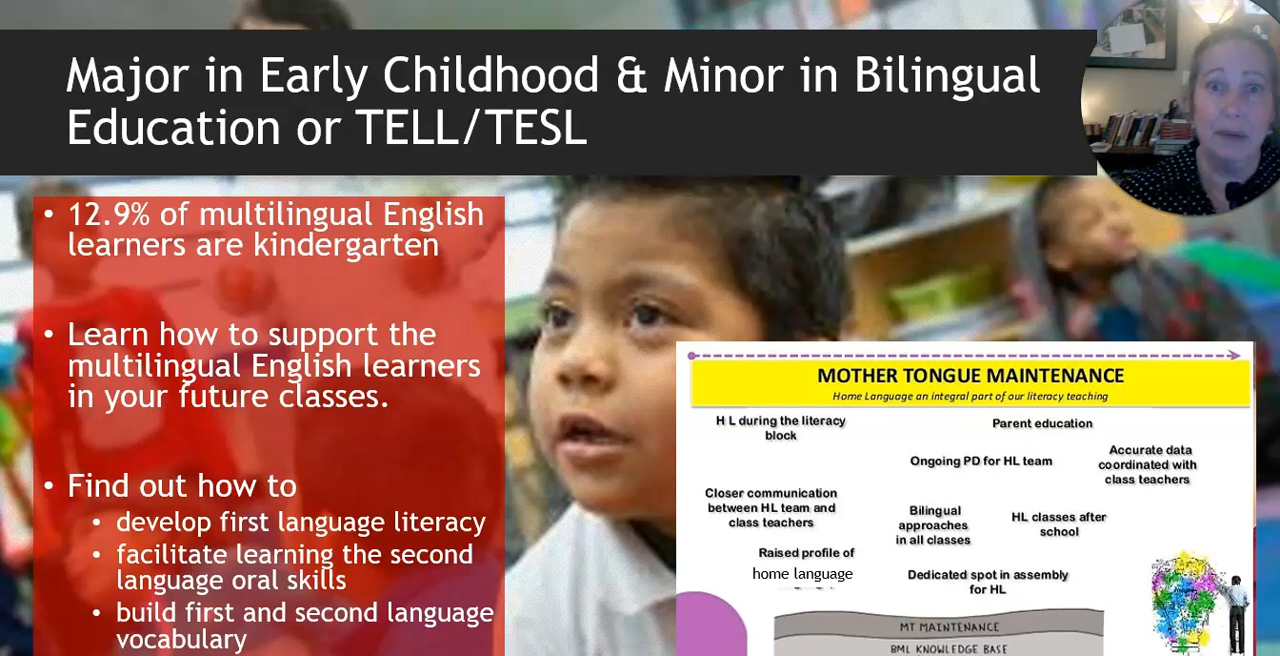 Major in Early Childhood & Minor in Bilingual
Education or TELL/TESL
• 12.9% of multilingual English
learners are kindergarten
• Learn how to support the
multilingual English learners
in your future classes.
• Find out how to
• develop first language literacy
• facilitate learning the second
language oral skills
• build first and second language
vocabulary
MOTHER TONGUE MAINTENANCE
Home Language an integral part of our literacy teaching
H L during the literacy
block
Parent education
Ongoing PD for HL team
Accurate data
coordinated with
class teachers
Closer communication
between HL team and
class teachers
Bilingual
approaches
in all classes
HL classes after
school
Raised profile of
home language
Dedicated spot in assembly
for HL
MT MAINTENANCE
BML KNOWLEDGE BASE